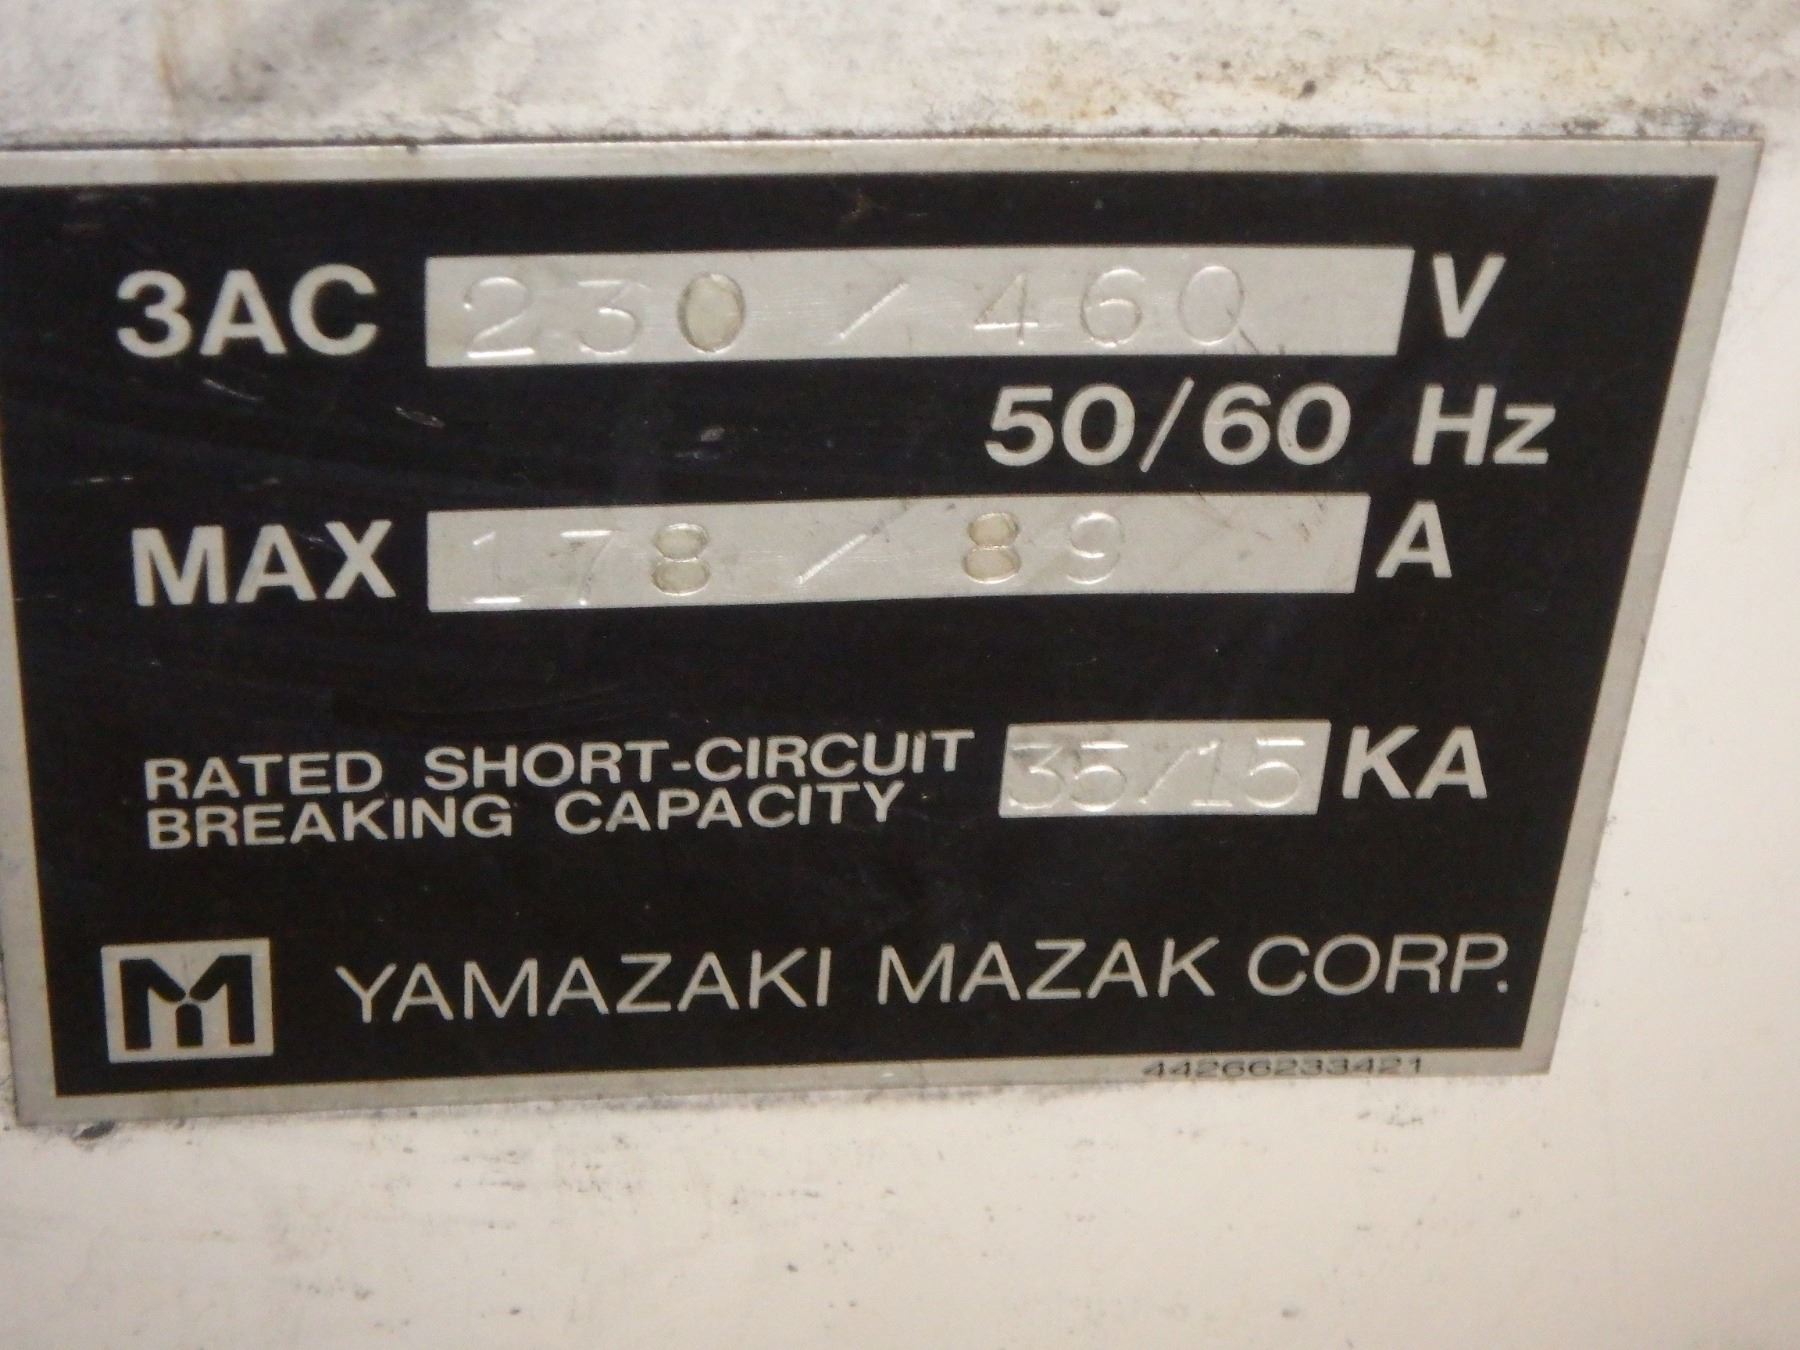 3AC 230 / 460 V
50/60 Hz
MAX 178 / 89 A
RATED SHORT-CIRCUIT
BREAKING CAPACITY 35/15 KA
M YAMAZAKI MAZAK CORP.
44266233421